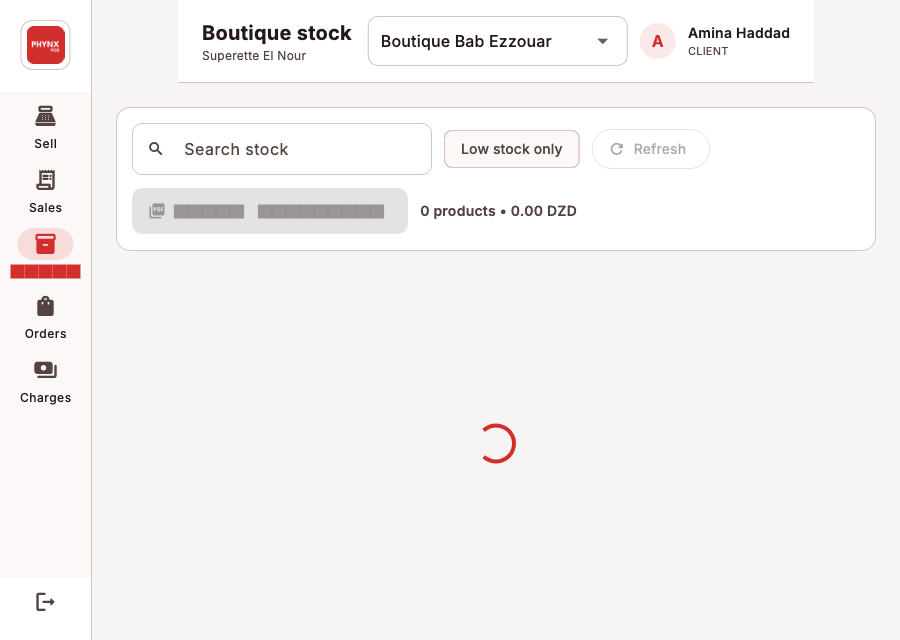 PHYNX
POS
Sell
Sales
Orders
Charges
Boutique stock
Superette El Nour
Boutique Bab Ezzouar
A
Amina Haddad
CLIENT
Search stock
Low stock only
Refresh
PDF
0 products • 0.00 DZD